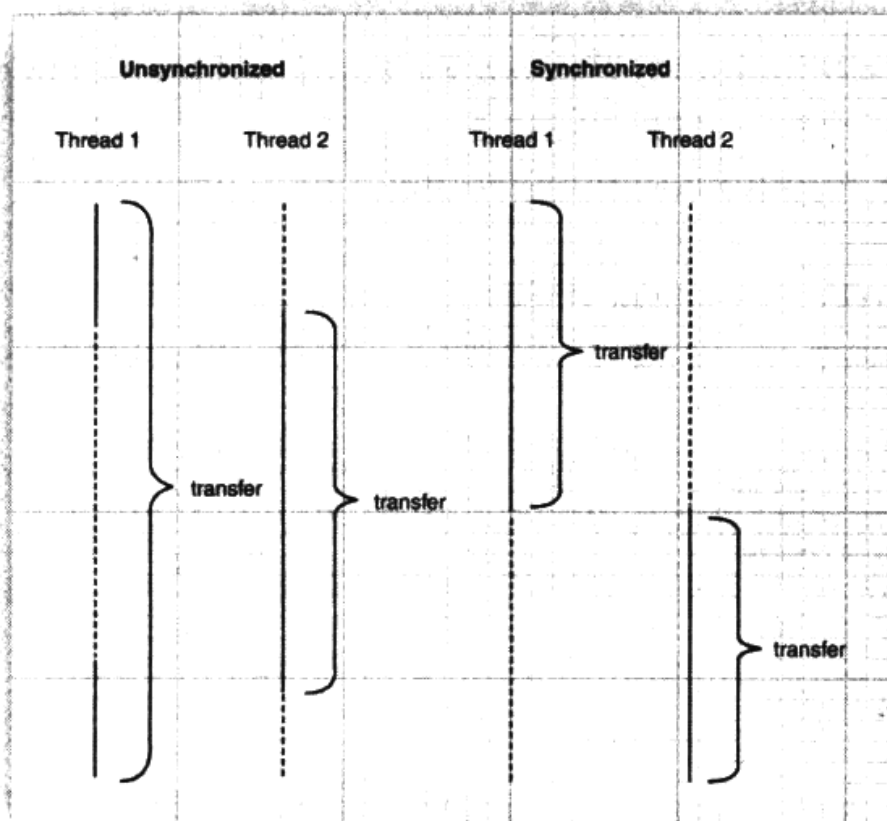 Unsynchronized Synchronized
Thread 1 Thread 2 Thread 1 Thread 2
transfer
transfer
transfer
transfer